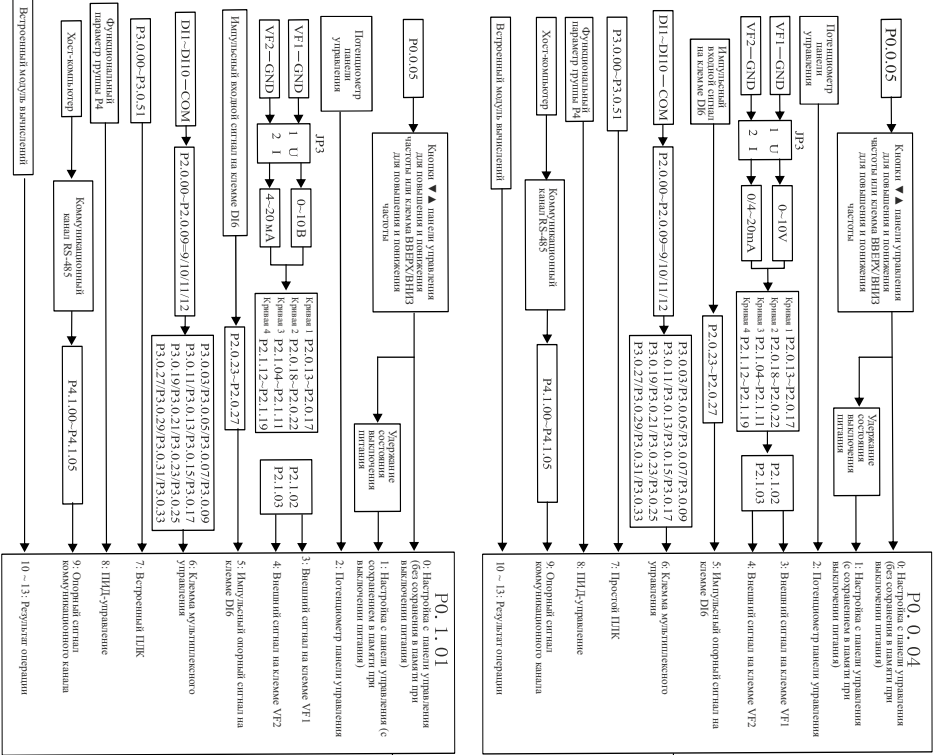 P0.0.05
Кнопки ▼▲ панели управления
частоты или клемма ВВЕРХ/ВНИЗ
для повышения и понижения
для повышения и понижения
частоты
Удержание
состояния
выключения
питания
Потенциометр
панели
управления
VF1—GND
VF2—GND
JP3
1 U
2 I
0~10V
0/4~20mA
Кривая 1 P2.0.13~P2.0.17
Кривая 2 P2.0.18~P2.0.22
Кривая 3 P2.1.04~P2.1.11
Кривая 4 P2.1.12~P2.1.19
P2.1.02
P2.1.03
Импульсный
входной сигнал
на клемме DI6
P2.0.23~P2.0.27
DI1~DI10—COM
P2.0.00~P2.0.09=9/10/11/12
P3.0.03/P3.0.05/P3.0.07/P3.0.09
P3.0.11/P3.0.13/P3.0.15/P3.0.17
P3.0.19/P3.0.21/P3.0.23/P3.0.25
P3.0.27/P3.0.29/P3.0.31/P3.0.33
P3.0.00~P3.0.51
Функциональный
параметр группы P4
Хост-компьютер
Коммуникационный
канал RS-485
P4.1.00~P4.1.05
Встроенный модуль вычислений
P0.0.04
0: Настройка с панели управления
(без сохранения в памяти при
выключении питания)
1: Настройка с панели управления
(с сохранением в памяти при
выключении питания)
2: Потенциометр панели управления
3: Внешний сигнал на клемме VF1
4: Внешний сигнал на клемме VF2
5: Импульсный опорный сигнал на
клемме DI6
6: Клемма мультиплексного
управления
7: Простой ПЛК
8: ПИД-управление
9: Опорный сигнал
коммуникационного канала
10 ~ 13: Результат операции
P0.0.05
Кнопки ▼▲ панели управления
частоты или клемма ВВЕРХ/ВНИЗ
для повышения и понижения
для повышения и понижения
частоты
Удержание
состояния
выключения
питания
Потенциометр
панели
управления
VF1—GND
VF2—GND
JP3
1 U
2 I
0~10В
4~20мА
Кривая 1 P2.0.13~P2.0.17
Кривая 2 P2.0.18~P2.0.22
Кривая 3 P2.1.04~P2.1.11
Кривая 4 P2.1.12~P2.1.19
P2.1.02
P2.1.03
Импульсный входной сигнал на клемме DI6
P2.0.23~P2.0.27
DI1~DI10—COM
P2.0.00~P2.0.09=9/10/11/12
P3.0.03/P3.0.05/P3.0.07/P3.0.09
P3.0.11/P3.0.13/P3.0.15/P3.0.17
P3.0.19/P3.0.21/P3.0.23/P3.0.25
P3.0.27/P3.0.29/P3.0.31/P3.0.33
P3.0.00~P3.0.51
Функциональный
параметр группы P4
Хост-компьютер
Коммуникационный
канал RS-485
P4.1.00~P4.1.05
Встроенный модуль вычислений
P0.1.01
0: Настройка с панели управления
(без сохранения в памяти при
выключении питания)
1: Настройка с панели управления (с
сохранением в памяти при
выключении питания)
2: Потенциометр панели управления
3: Внешний сигнал на клемме VF1
4: Внешний сигнал на клемме VF2
5: Импульсный опорный сигнал на
клемме DI6
6: Клемма мультиплексного
управления
7: Встроенный ПЛК
8: ПИД-управление
9: Опорный сигнал
коммуникационного канала
10 ~ 13: Результат операции